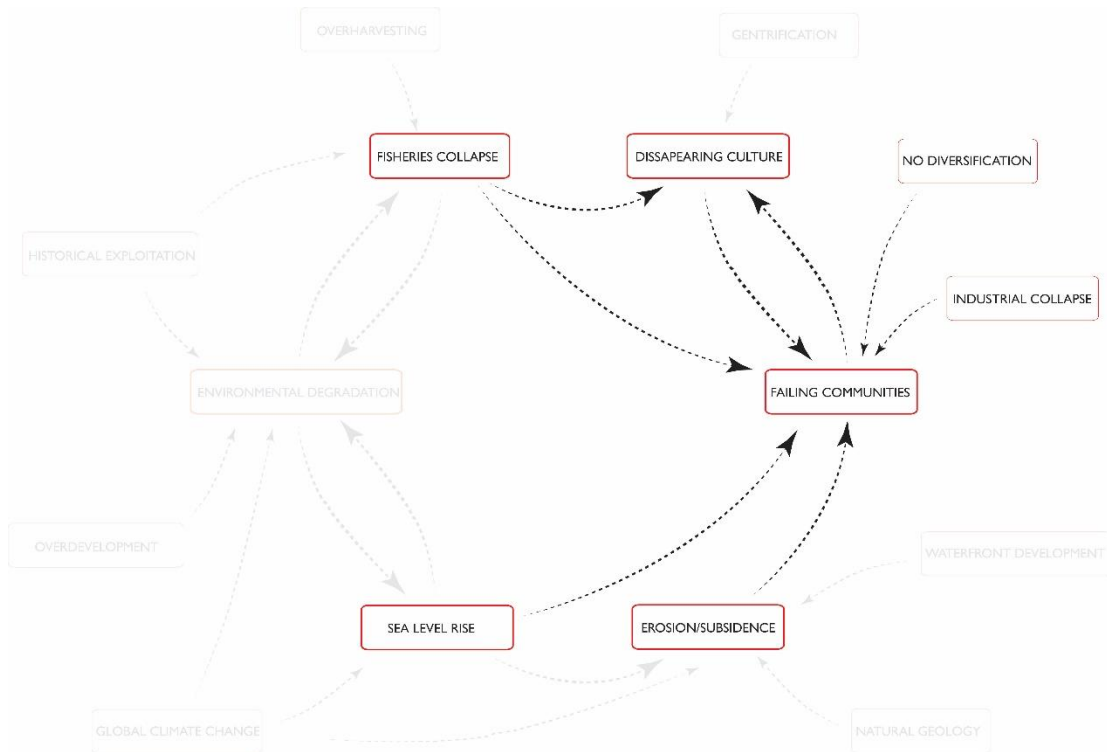 OVERHARVESTING
GENTRIFICATION
FISHERIES COLLAPSE
DISSAPEARING CULTURE
NO DIVERSIFICATION
HISTORICAL EXPLOITATION
INDUSTRIAL COLLAPSE
ENVIRONMENTAL DEGRADATION
FAILING COMMUNITIES
OVERDEVELOPMENT
WATERFRONT DEVELOPMENT
SEA LEVEL RISE
EROSION/SUBSIDENCE
GLOBAL CLIMATE CHANGE
NATURAL GEOLOGY